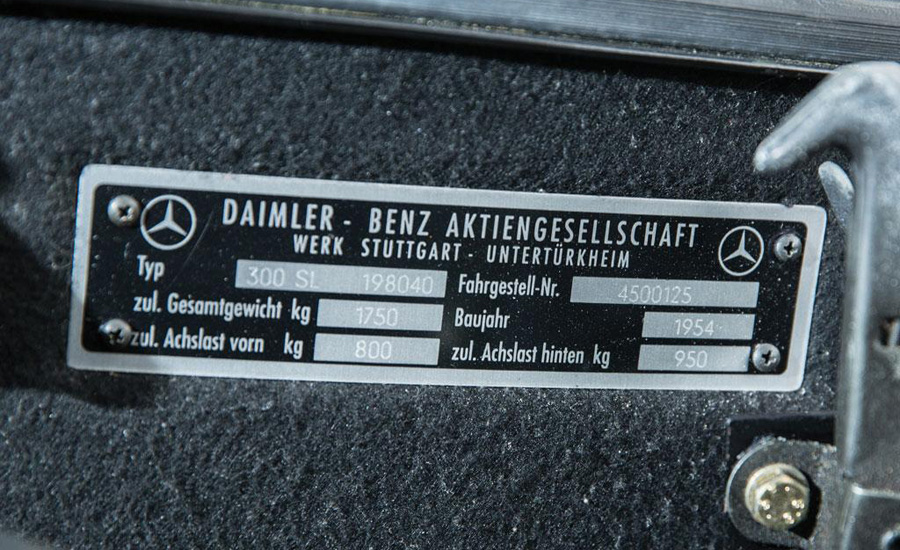 DAIMLER - BENZ AKTIENGESELLSCHAFT
WERK STUTTGART - UNTERTÜRKHEIM
Typ 300 SL 198040 Fahrgestell-Nr. 4500125
zul. Gesamtgewicht kg 1750 Baujahr 1954
zul. Achslast vorn kg 800 zul. Achslast hinten kg 950